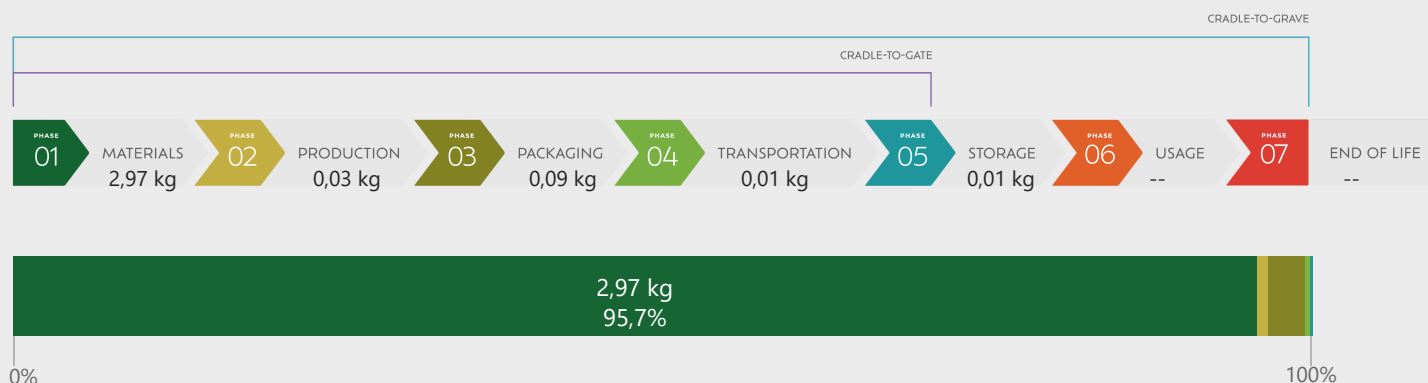 CRADLE-TO-GRAVE
CRADLE-TO-GATE
PHASE 01 MATERIALS 2,97 kg
PHASE 02 PRODUCTION 0,03 kg
PHASE 03 PACKAGING 0,09 kg
PHASE 04 TRANSPORTATION 0,01 kg
PHASE 05 STORAGE 0,01 kg
PHASE 06 USAGE --
PHASE 07 END OF LIFE --
2,97 kg
95,7%
0%
100%